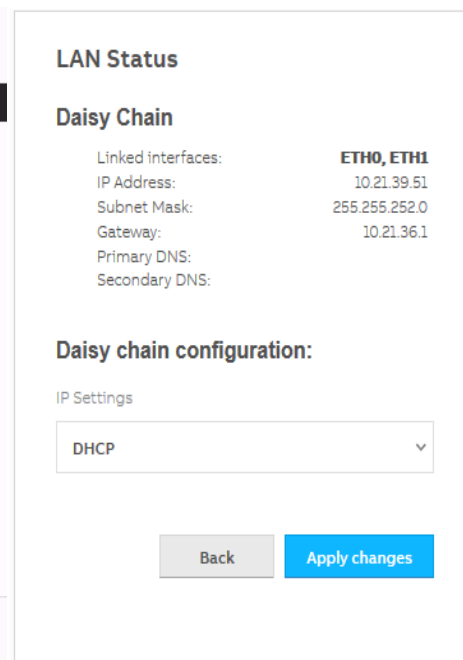 LAN Status
Daisy Chain
Linked interfaces: ETH0, ETH1
IP Address: 10.21.39.51
Subnet Mask: 255.255.252.0
Gateway: 10.21.36.1
Primary DNS:
Secondary DNS:
Daisy chain configuration:
IP Settings
DHCP
Back Apply changes